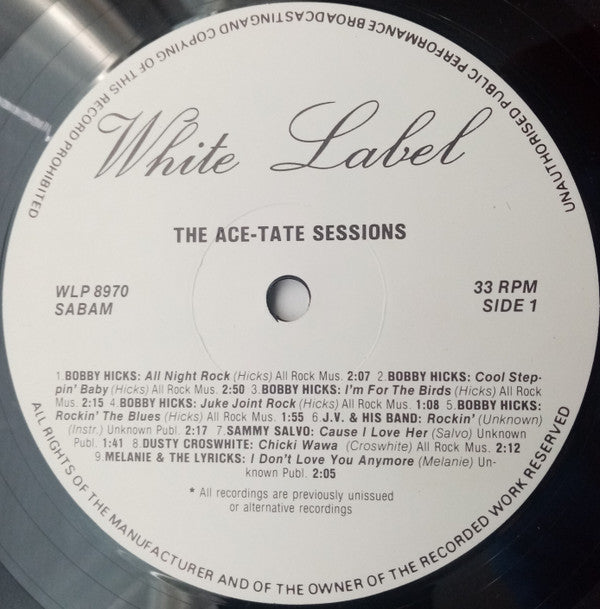 UNAUTHORISED PUBLIC PERFORMANCE BROADCASTING AND COPYING OF THIS RECORD PROHIBITED
White Label
THE ACE-TATE SESSIONS
WLP 8970
SABAM
33 RPM
SIDE 1
1.BOBBY HICKS: All Night Rock (Hicks) All Rock Mus. 2:07 2.BOBBY HICKS: Cool Step-
pin' Baby (Hicks) All Rock Mus. 2:50 3.BOBBY HICKS: I'm For The Birds (Hicks) All Rock
Mus. 2:15 4.BOBBY HICKS: Juke Joint Rock (Hicks) All Rock Mus. 1:08 5.BOBBY HICKS:
Rockin' The Blues (Hicks) All Rock Mus. 1:55 6.J.V. & HIS BAND: Rockin' (Unknown)
(Instr.) Unknown Publ. 2:17 7.SAMMY SALVO: Cause I Love Her (Salvo) Unknown
Publ. 1:41 8.DUSTY CROSWHITE: Chicki Wawa (Croswhite) All Rock Mus. 2:12
9.MELANIE & THE LYRICKS: I Don't Love You Anymore (Melanie) Un-
known Publ. 2:05
* All recordings are previously unissued
or alternative recordings
ALL RIGHTS OF THE MANUFACTURER AND OF THE OWNER OF THE RECORDED WORK RESERVED